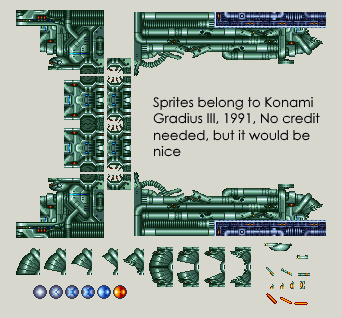 Sprites belong to Konami
Gradius III, 1991, No credit
needed, but it would be
nice